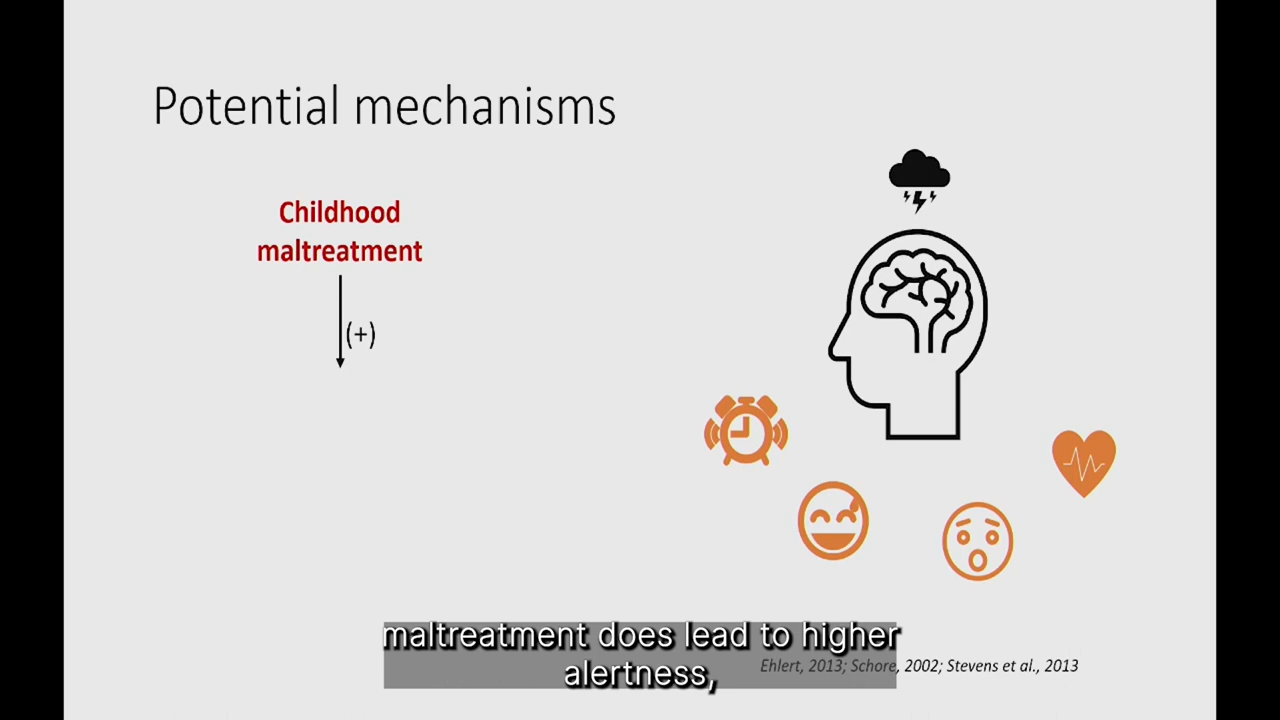 Potential mechanisms
Childhood
maltreatment
(+)
maltreatment does lead to higher
alertness,
Ehlert, 2013; Schore, 2002; Stevens et al., 2013